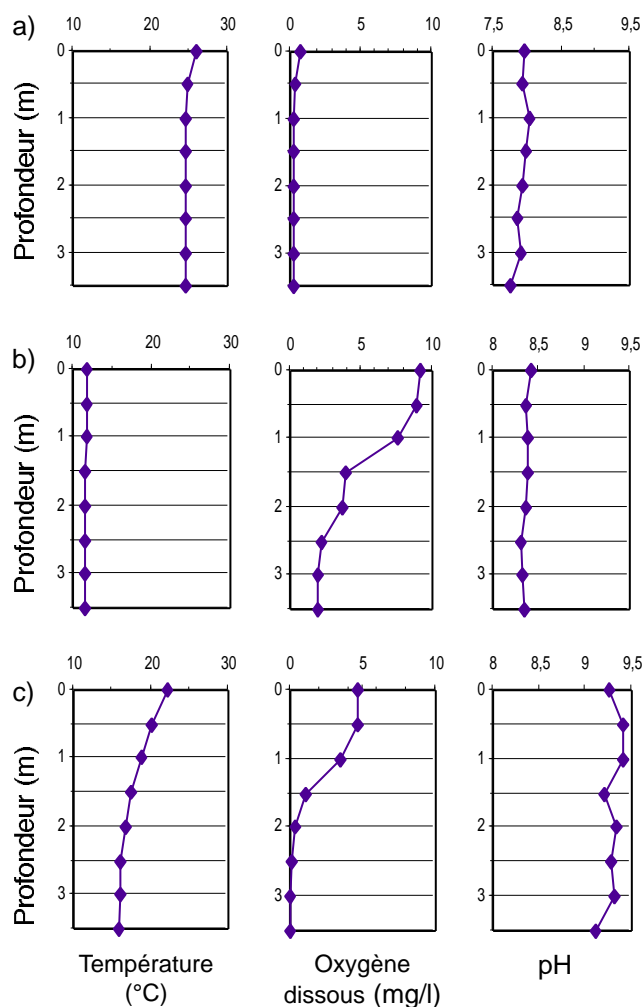 a)
10 20 30
0 5 10
7,5 8,5 9,5
Profondeur (m)
0
1
2
3
b)
10 20 30
0 5 10
8 8,5 9 9,5
Profondeur (m)
0
1
2
3
c)
10 20 30
0 5 10
8 8,5 9 9,5
Profondeur (m)
0
1
2
3
Température
(°C)
Oxygène
dissous (mg/l)
pH